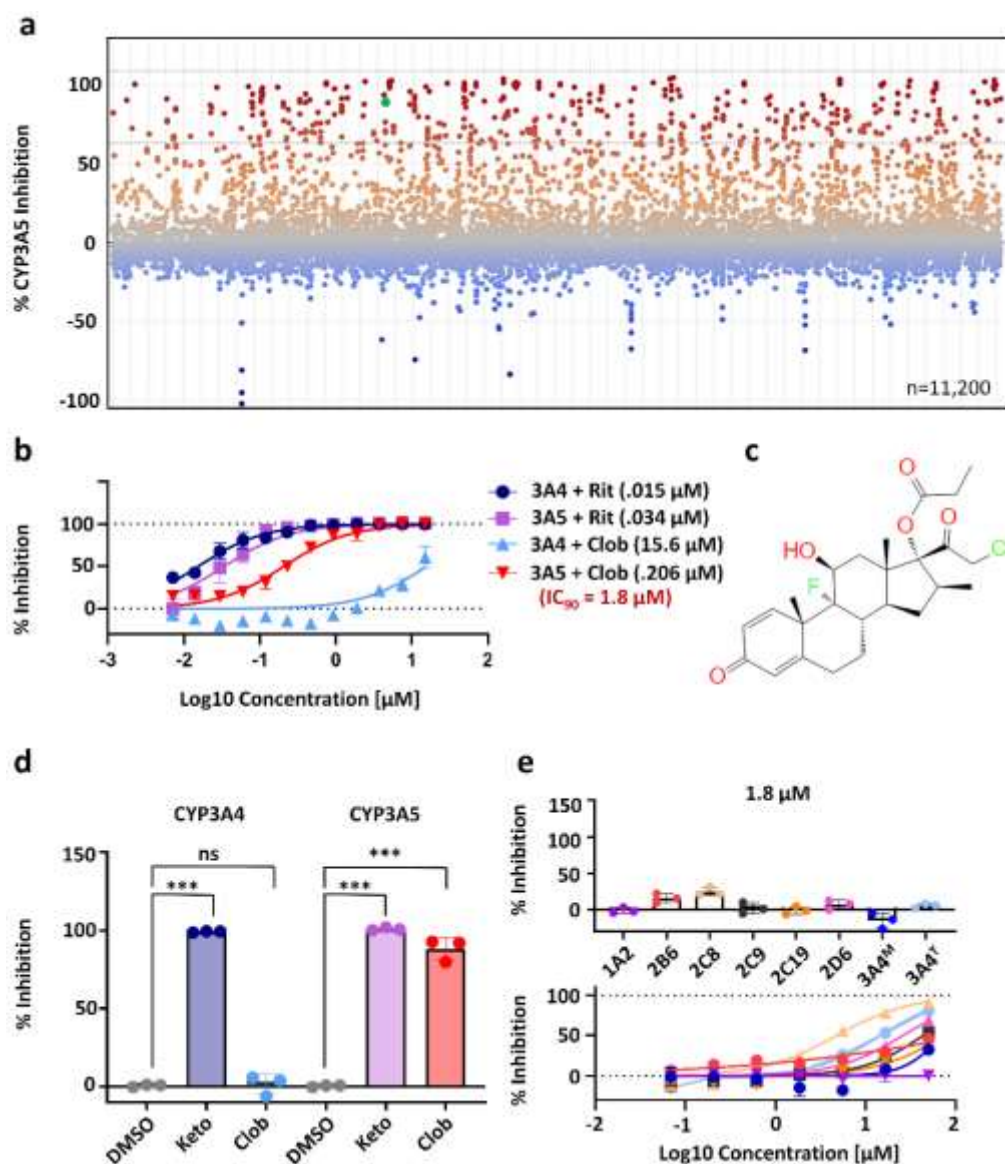 a
% CYP3A5 Inhibition
100
50
0
-50
-100
n=11,200
b
% Inhibition
100
50
0
-3
-2
-1
0
1
2
Log10 Concentration [µM]
3A4 + Rit (.015 µM)
3A5 + Rit (.034 µM)
3A4 + Clob (15.6 µM)
3A5 + Clob (.206 µM)
(IC90 = 1.8 µM)
c
O
O
O
HO
F
Cl
O
d
CYP3A4
CYP3A5
% Inhibition
150
100
50
0
ns
***
***
***
DMSO
Keto
Clob
DMSO
Keto
Clob
e
1.8 µM
% Inhibition
150
100
50
0
1A2
2B6
2C8
2C9
2C19
2D6
3A4ᴹ
3A4ᵀ
% Inhibition
100
50
0
-2
-1
0
1
2
Log10 Concentration [µM]